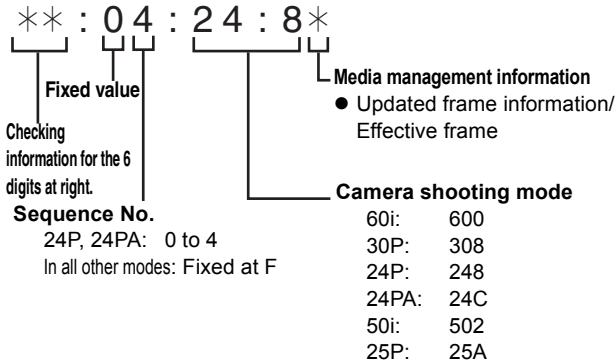 ** : 04 : 24 : 8*
Fixed value
Checking
information for the 6
digits at right.
Sequence No.
24P, 24PA: 0 to 4
In all other modes: Fixed at F
Media management information
● Updated frame information/
Effective frame
Camera shooting mode
60i: 600
30P: 308
24P: 248
24PA: 24C
50i: 502
25P: 25A